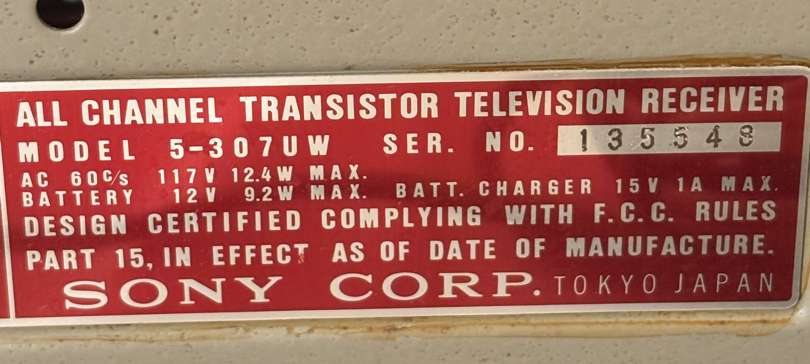 ALL CHANNEL TRANSISTOR TELEVISION RECEIVER
MODEL 5-307UW SER. NO. 135548
AC 60c/s 117V 12.4W MAX.
BATTERY 12V 9.2W MAX. BATT. CHARGER 15V 1A MAX.
DESIGN CERTIFIED COMPLYING WITH F.C.C. RULES
PART 15, IN EFFECT AS OF DATE OF MANUFACTURE.
SONY CORP. TOKYO JAPAN